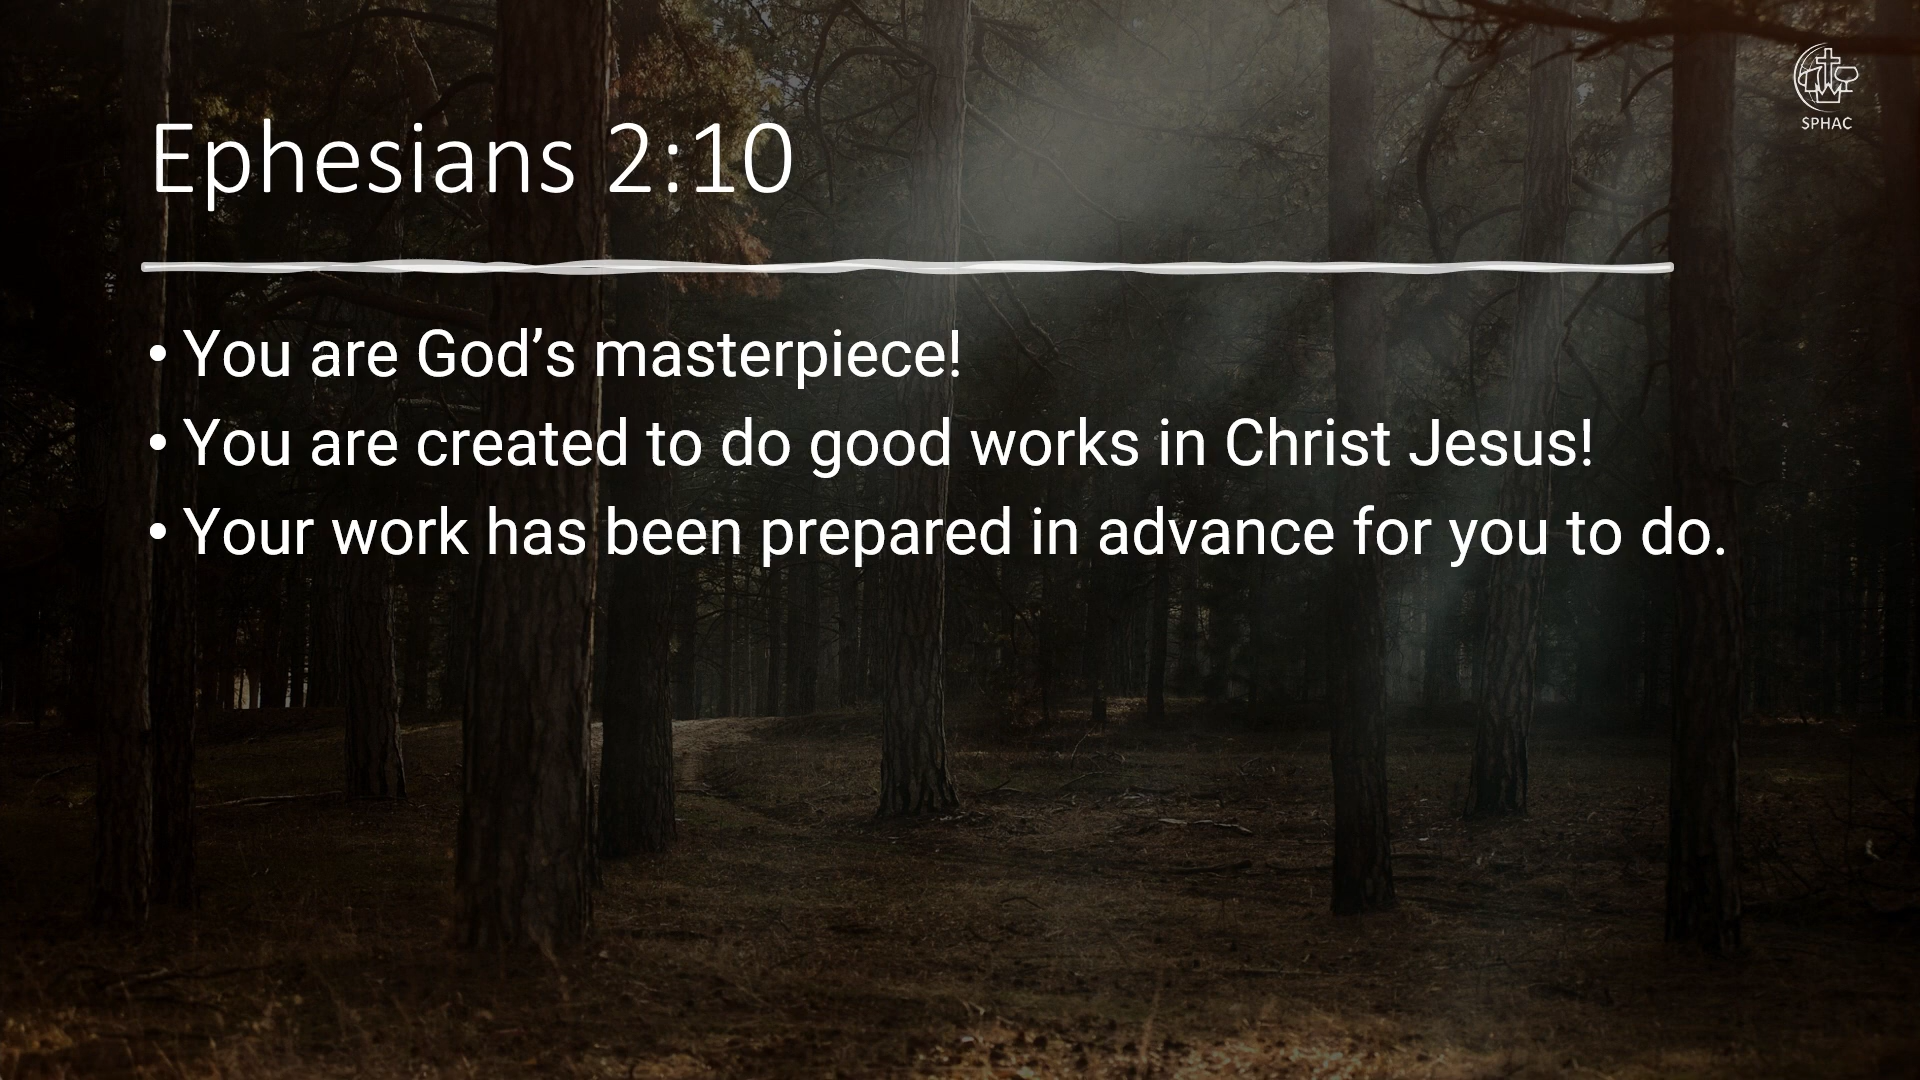 SPHAC
Ephesians 2:10
• You are God’s masterpiece!
• You are created to do good works in Christ Jesus!
• Your work has been prepared in advance for you to do.